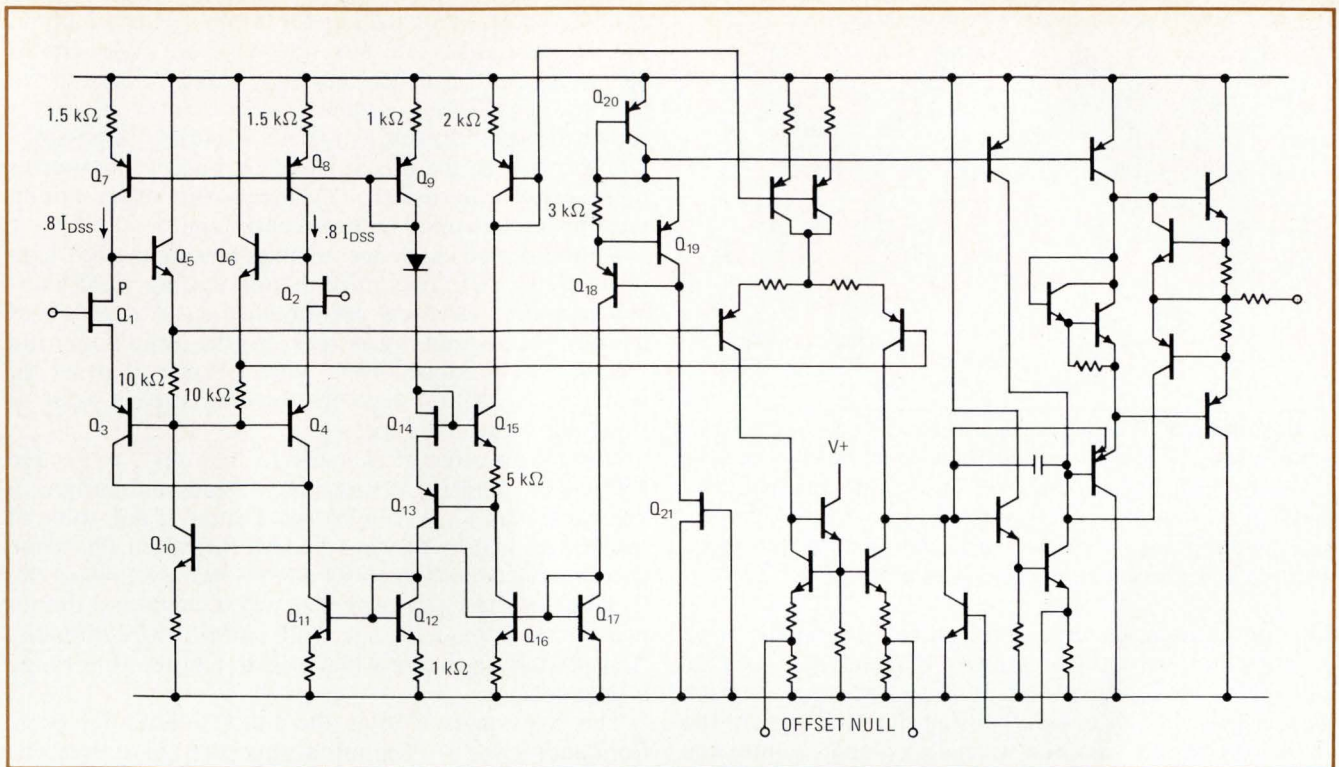 1.5 kΩ
1.5 kΩ
1 kΩ
2 kΩ
Q20
Q7
Q8
Q9
3 kΩ
Q19
.8 IDSS
.8 IDSS
Q5
Q6
Q18
P
Q1
Q2
10 kΩ
10 kΩ
Q3
Q4
Q14
Q15
V+
5 kΩ
Q13
Q21
Q10
Q11
Q12
Q16
Q17
1 kΩ
OFFSET NULL